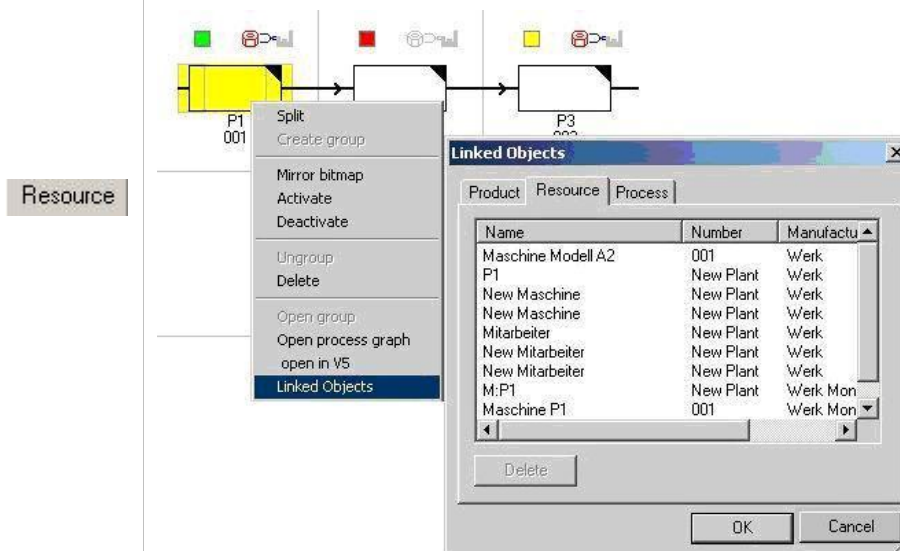 P1
001
P3
Resource
Split
Create group
Mirror bitmap
Activate
Deactivate
Ungroup
Delete
Open group
Open process graph
open in V5
Linked Objects
Linked Objects
Product Resource Process
Name Number Manufactu
Maschine Modell A2 001 Werk
P1 New Plant Werk
New Maschine New Plant Werk
New Maschine New Plant Werk
Mitarbeiter New Plant Werk
New Mitarbeiter New Plant Werk
New Mitarbeiter New Plant Werk
M:P1 New Plant Werk Mon
Maschine P1 001 Werk Mon
Delete
OK Cancel